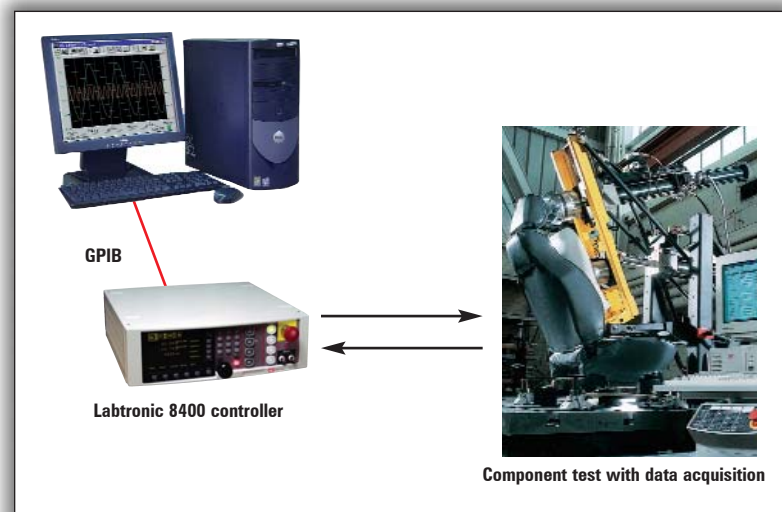 GPIB
Labtronic 8400 controller
Component test with data acquisition